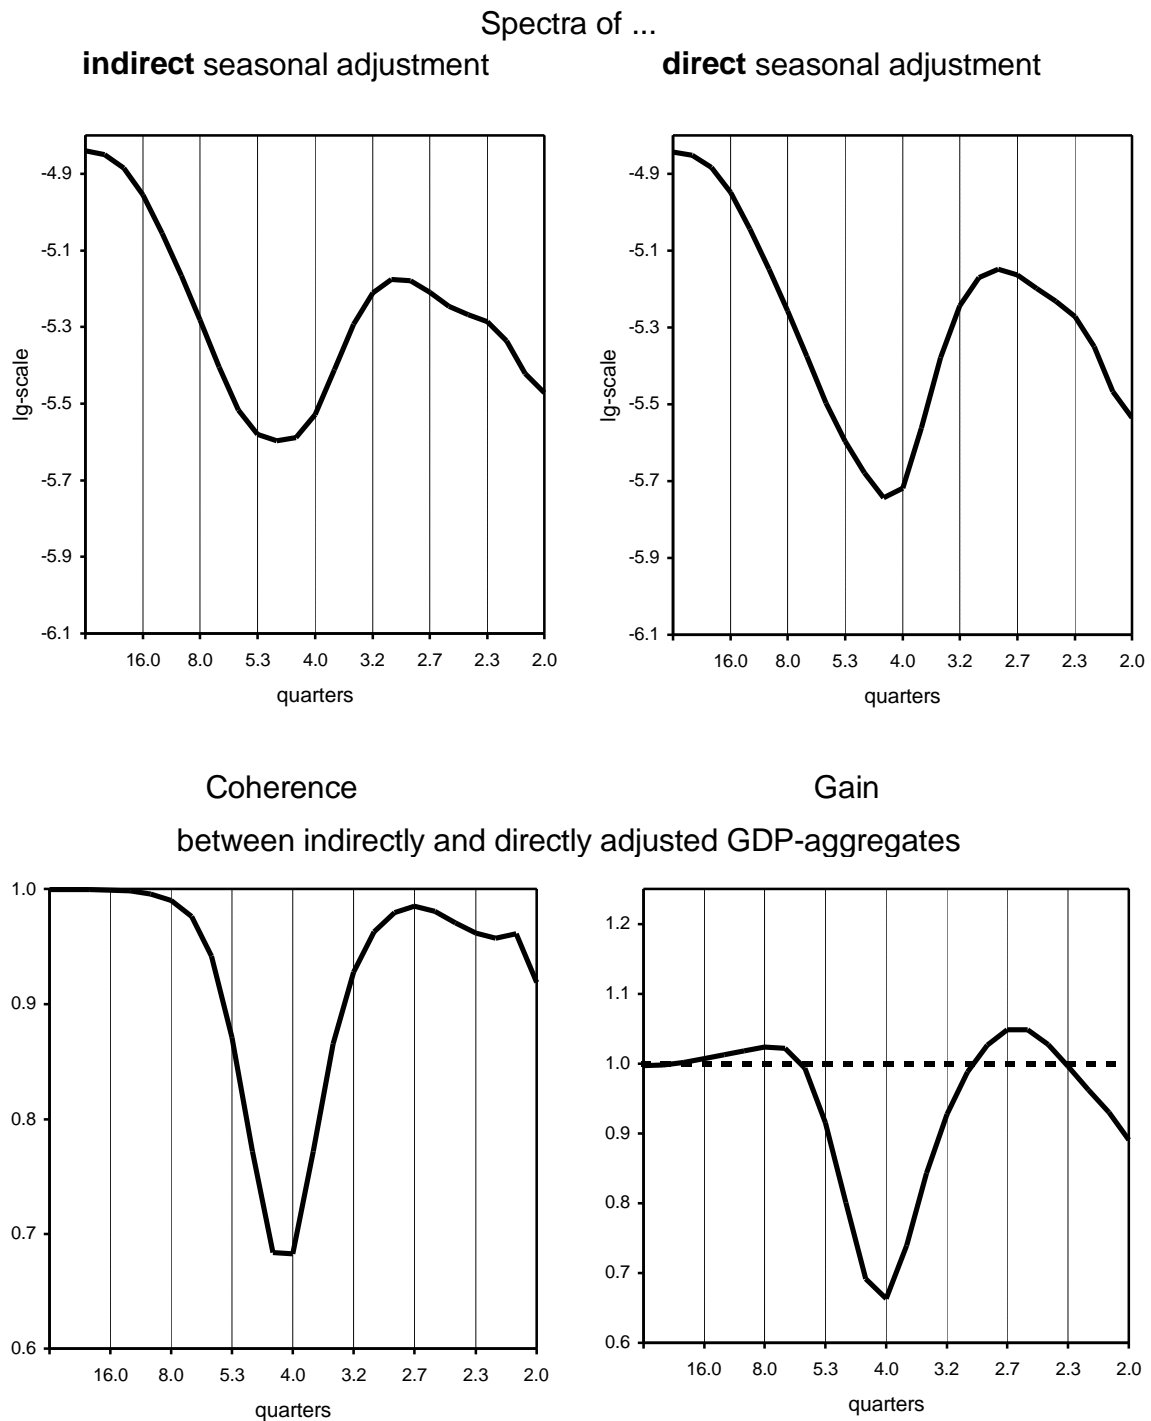 Spectra of ...
indirect seasonal adjustment
direct seasonal adjustment
-4.9
-5.1
-5.3
-5.5
-5.7
-5.9
-6.1
lg-scale
16.0 8.0 5.3 4.0 3.2 2.7 2.3 2.0
quarters
-4.9
-5.1
-5.3
-5.5
-5.7
-5.9
-6.1
lg-scale
16.0 8.0 5.3 4.0 3.2 2.7 2.3 2.0
quarters
Coherence
Gain
between indirectly and directly adjusted GDP-aggregates
1.0
0.9
0.8
0.7
0.6
16.0 8.0 5.3 4.0 3.2 2.7 2.3 2.0
quarters
1.2
1.1
1.0
0.9
0.8
0.7
0.6
16.0 8.0 5.3 4.0 3.2 2.7 2.3 2.0
quarters